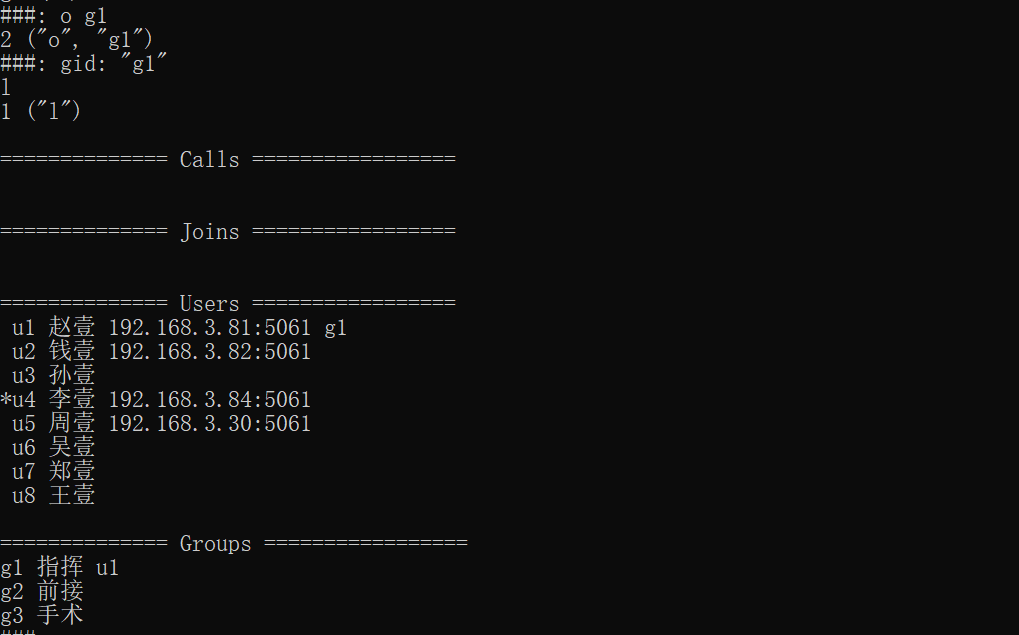 ###: o g1
2 ("o", "g1")
###: gid: "g1"
l
1 ("l")
============== Calls =================
============== Joins =================
============== Users =================
u1 赵壹 192.168.3.81:5061 g1
u2 钱壹 192.168.3.82:5061
u3 孙壹
*u4 李壹 192.168.3.84:5061
u5 周壹 192.168.3.30:5061
u6 吴壹
u7 郑壹
u8 王壹
============== Groups =================
g1 指挥 u1
g2 前接
g3 手术